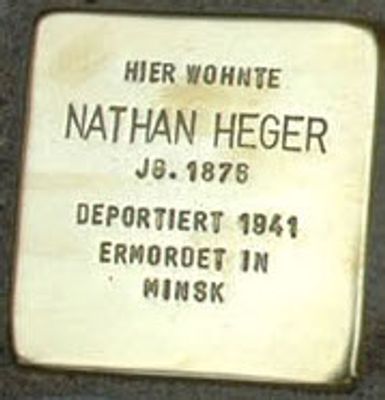 HIER WOHNTE
NATHAN HEGER
JG. 1876
DEPORTIERT 1941
ERMORDET IN
MINSK